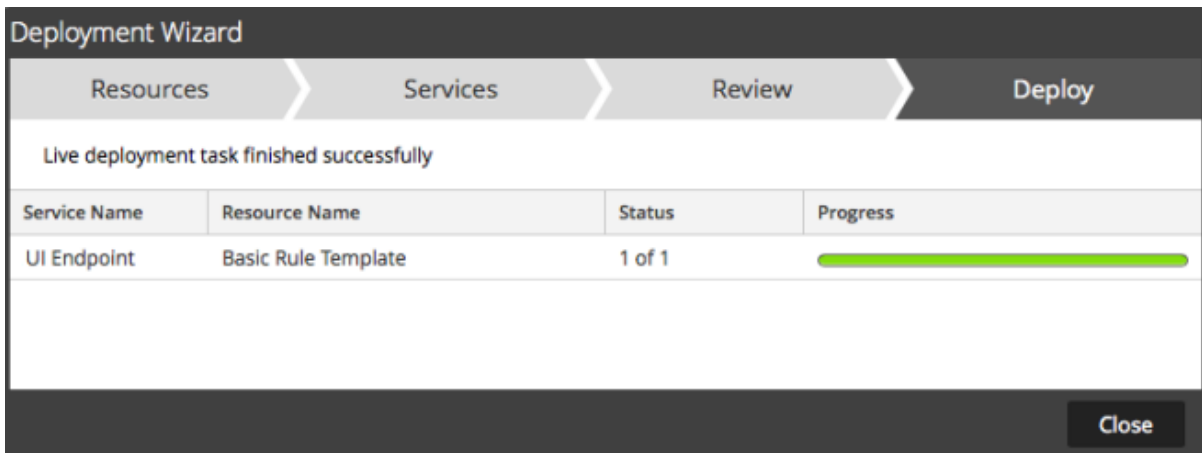 Deployment Wizard
Resources Services Review Deploy
Live deployment task finished successfully
Service Name Resource Name Status Progress
UI Endpoint Basic Rule Template 1 of 1
Close